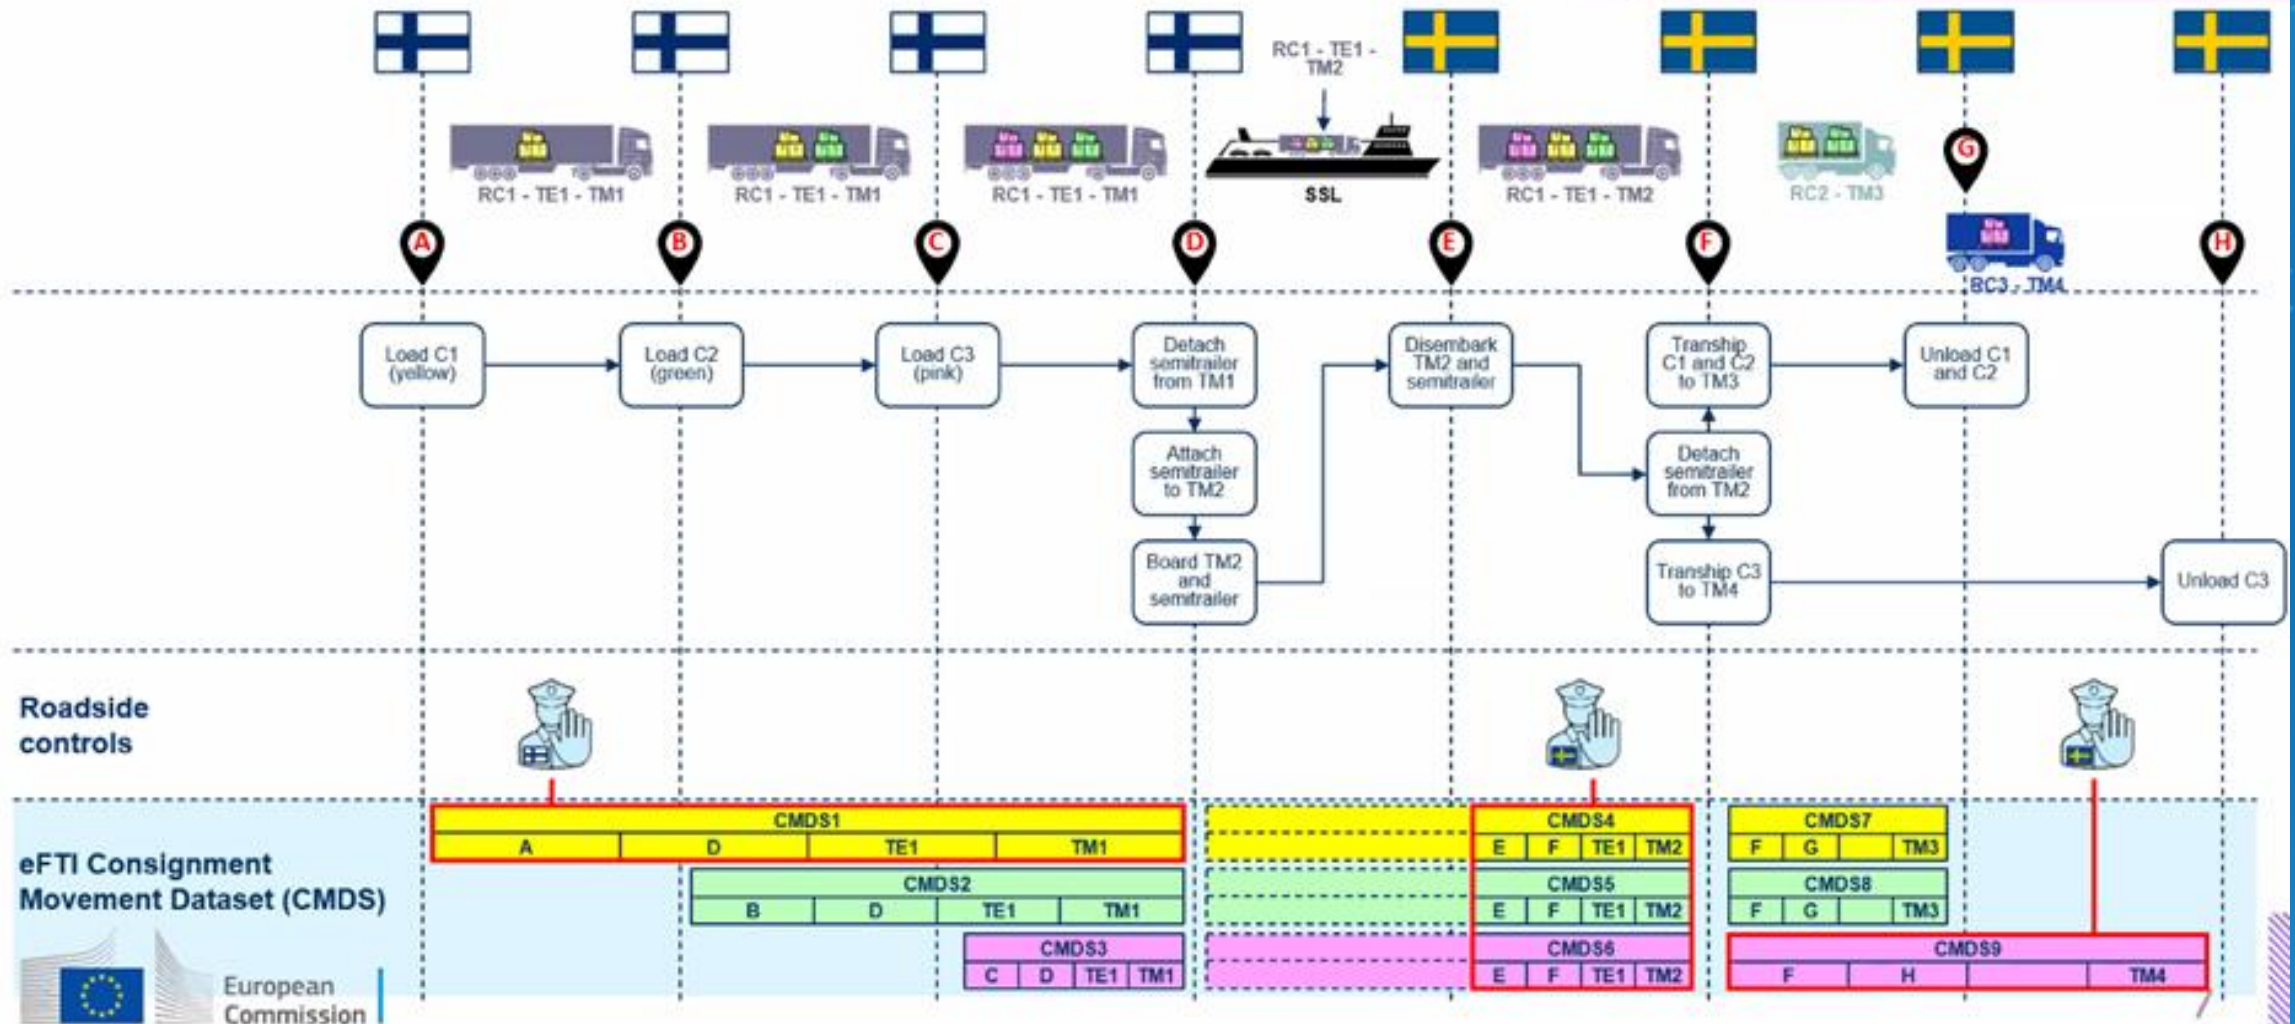 RC1 - TE1 -
TM2
RC1 - TE1 - TM1
RC1 - TE1 - TM1
RC1 - TE1 - TM1
SSL
RC1 - TE1 - TM2
RC2 - TM3
G
A
B
C
D
E
F
H
RC3 - TM4
Load C1
(yellow)
Load C2
(green)
Load C3
(pink)
Detach
semitrailer
from TM1
Disembark
TM2 and
semitrailer
Tranship
C1 and C2
to TM3
Unload C1
and C2
Attach
semitrailer
to TM2
Detach
semitrailer
from TM2
Board TM2
and
semitrailer
Tranship C3
to TM4
Unload C3
Roadside
controls
eFTI Consignment
Movement Dataset (CMDS)
CMDS1
A D TE1 TM1
CMDS4
E F TE1 TM2
CMDS7
F G TM3
CMDS2
B D TE1 TM1
CMDS5
E F TE1 TM2
CMDS8
F G TM3
CMDS3
C D TE1 TM1
CMDS6
E F TE1 TM2
CMDS9
F H TM4
European
Commission